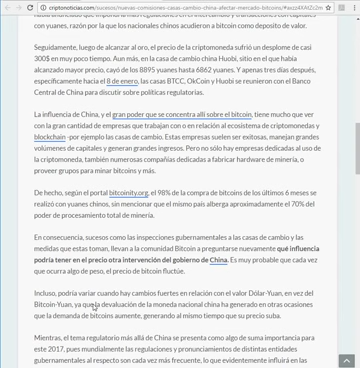 criptonoticias.com/sucesos/nuevas-comisiones-casas-cambio-china-afectar-mercado-bitcoins/#
con yuanes, razón por la que los nacionales chinos acudieron a bitcoin como deposito de valor.
Seguidamente, luego de alcanzar al oro, el precio de la criptomoneda sufrió un desplome de casi
300$ en muy poco tiempo. Aun más, en la casa de cambio china Huobi, sitio en el que había
alcanzado mayor precio, cayó de los 8895 yuanes hasta 6862 yuanes. Y apenas tres días después,
específicamente hacia el 8 de enero, las casas BTCC, OkCoin y Huobi se reunieron con el Banco
Central de China para discutir sobre políticas regulatorias.
La influencia de China, y el gran poder que se concentra allí sobre el bitcoin, tiene mucho que ver
con la gran cantidad de empresas que trabajan con o en relación al ecosistema de criptomonedas y
blockchain -por ejemplo las casas de cambio. Estas empresas suelen ser exitosas, manejan grandes
volúmenes de capitales y generan grandes ingresos. Pero no sólo hay empresas dedicadas al uso de
la criptomoneda, también numerosas compañías dedicadas a fabricar hardware de minería, o
proveer grupos para minar bitcoins y más.
De hecho, según el portal bitcoinity.org, el 98% de la compra de bitcoins de los últimos 6 meses se
realizó con yuanes chinos, sin mencionar que el mismo país alberga aproximadamente el 70% del
poder de procesamiento total de minería.
En consecuencia, sucesos como las inspecciones gubernamentales a las casas de cambio y las
medidas que estas toman, llevan a la comunidad Bitcoin a preguntarse nuevamente qué influencia
podría tener en el precio otra intervención del gobierno de China. Es muy probable que cada vez
que ocurra algo de peso, el precio de bitcoin fluctúe.
Incluso, podría variar cuando hay cambios fuertes en relación con el valor Dólar-Yuan, en vez del
Bitcoin-Yuan, ya que la devaluación de la moneda nacional china ha generado en otras ocasiones
que la demanda de bitcoins aumente, generando al mismo tiempo que su precio suba.
Mientras, el tema regulatorio más allá de China se presenta como algo de suma importancia para
este 2017, pues mundialmente las regulaciones y pronunciamientos de distintas entidades
gubernamentales al respecto son cada vez más frecuente, lo que evidentemente influirá en las